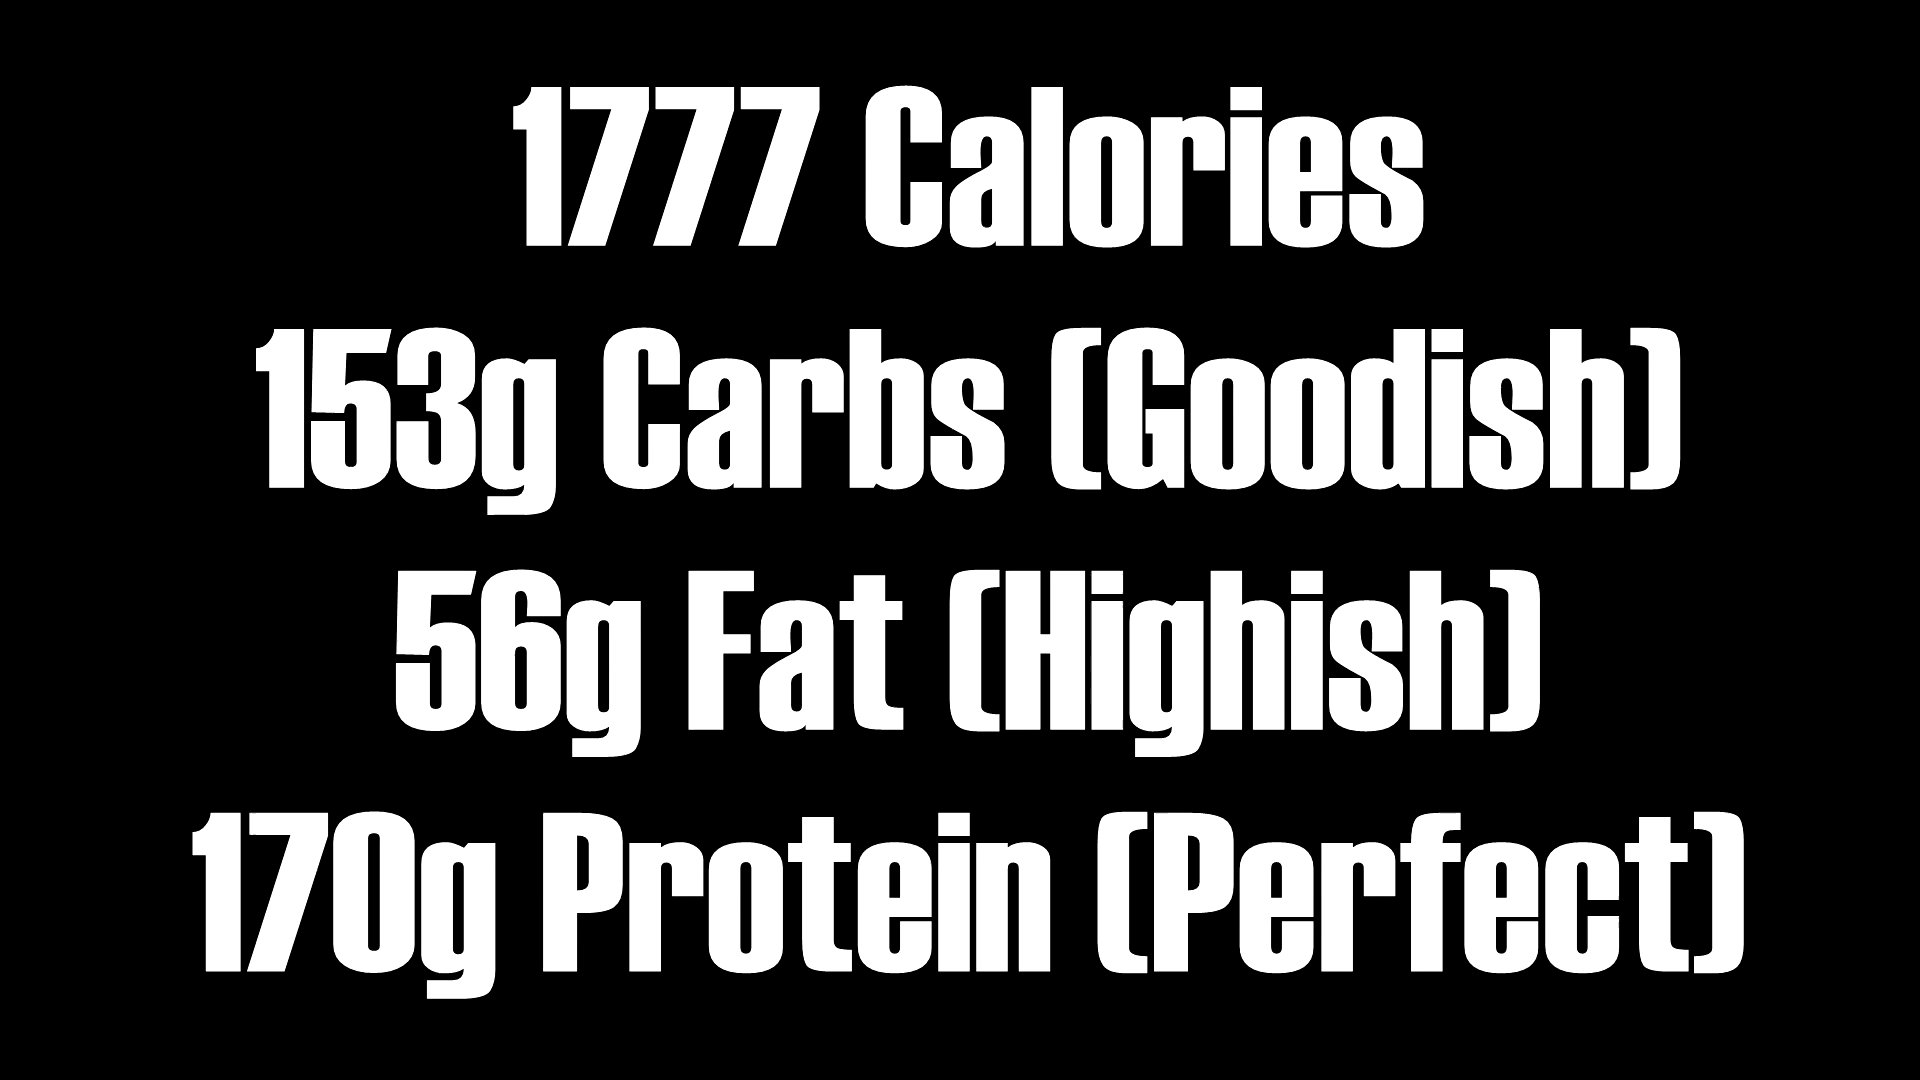 1777 Calories
153g Carbs (Goodish)
56g Fat (Highish)
170g Protein (Perfect)